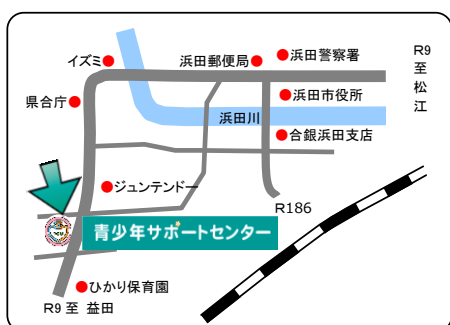 イズミ
浜田郵便局
浜田警察署
R9
至
松
江
県合庁
浜田市役所
浜田川
合銀浜田支店
ジュンテンドー
R186
青少年サポートセンター
ひかり保育園
R9 至 益田